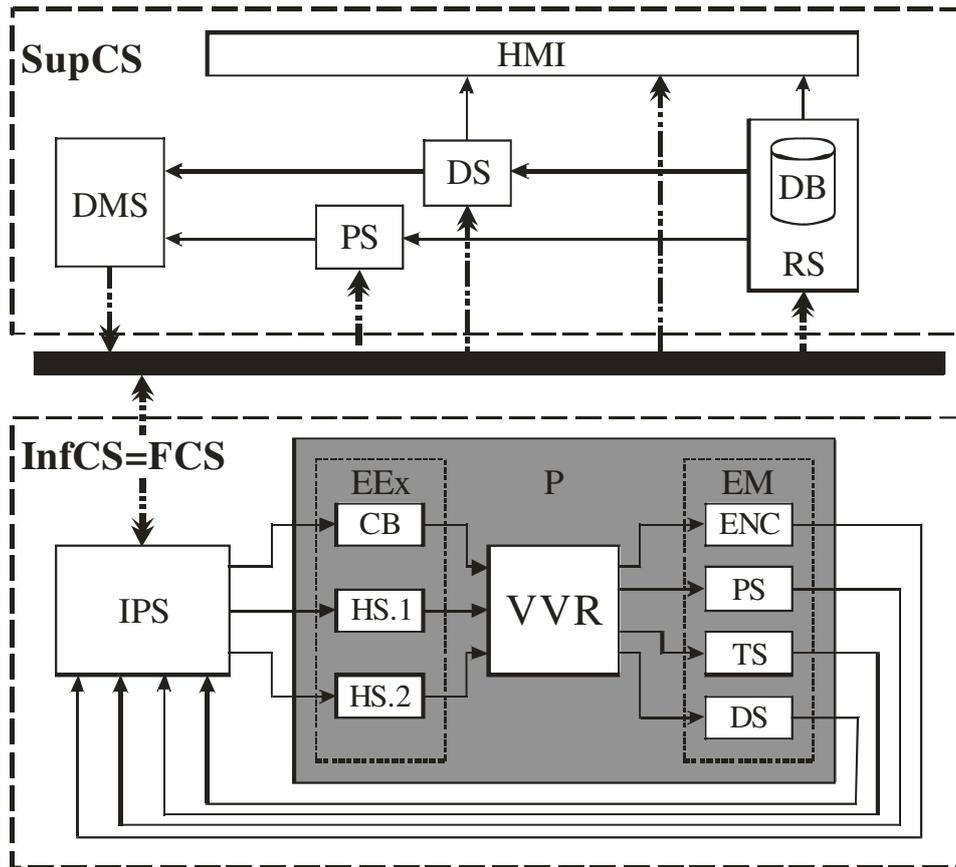 HMI
SupCS
DMS
DS
DB
PS
RS
InfCS=FCS
EEx
P
EM
CB
ENC
IPS
HS.1
VVR
PS
TS
HS.2
DS